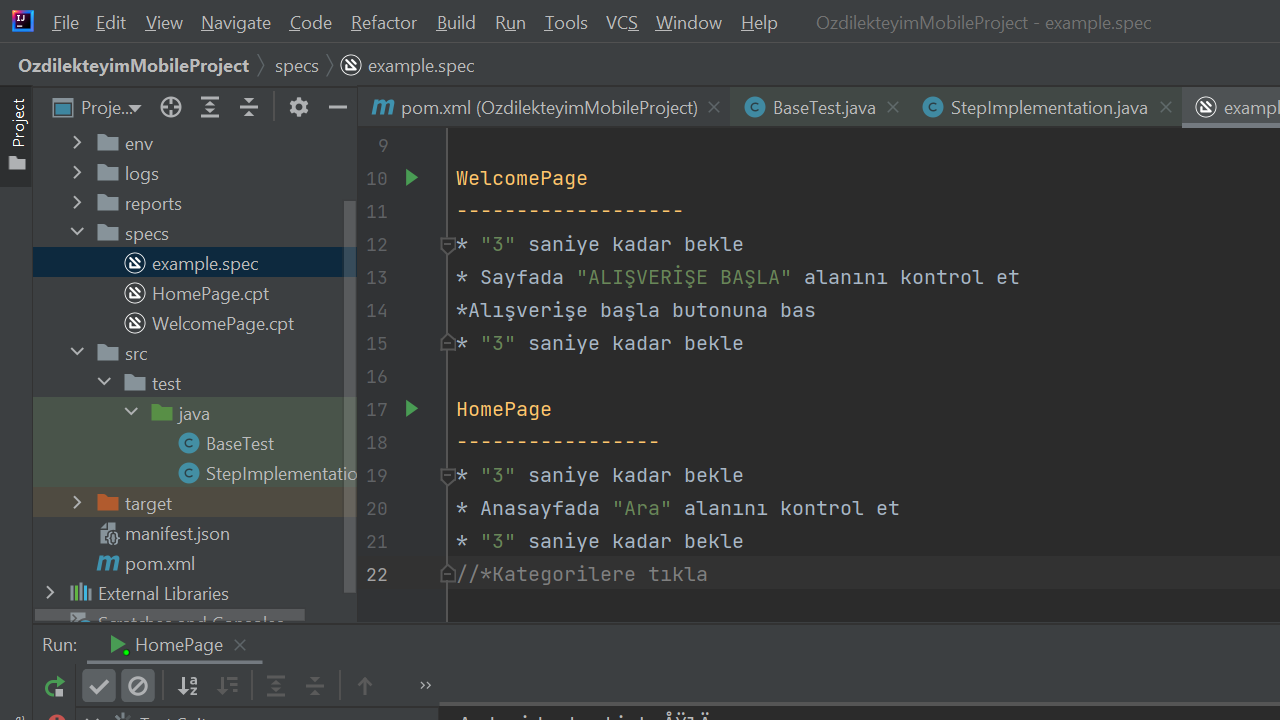 File Edit View Navigate Code Refactor Build Run Tools VCS Window Help OzdilekteyimMobileProject - example.spec
OzdilekteyimMobileProject specs example.spec
Project
Proje...
pom.xml (OzdilekteyimMobileProject) BaseTest.java StepImplementation.java exampl
env
logs
reports
specs
example.spec
HomePage.cpt
WelcomePage.cpt
src
test
java
BaseTest
StepImplementatio
target
manifest.json
pom.xml
External Libraries
Scratches and Consoles
9
10 WelcomePage
11 -------------------
12 * "3" saniye kadar bekle
13 * Sayfada "ALIŞVERİŞE BAŞLA" alanını kontrol et
14 *Alışverişe başla butonuna bas
15 * "3" saniye kadar bekle
16
17 HomePage
18 -----------------
19 * "3" saniye kadar bekle
20 * Anasayfada "Ara" alanını kontrol et
21 * "3" saniye kadar bekle
22 //*Kategorilere tıkla
Run: HomePage